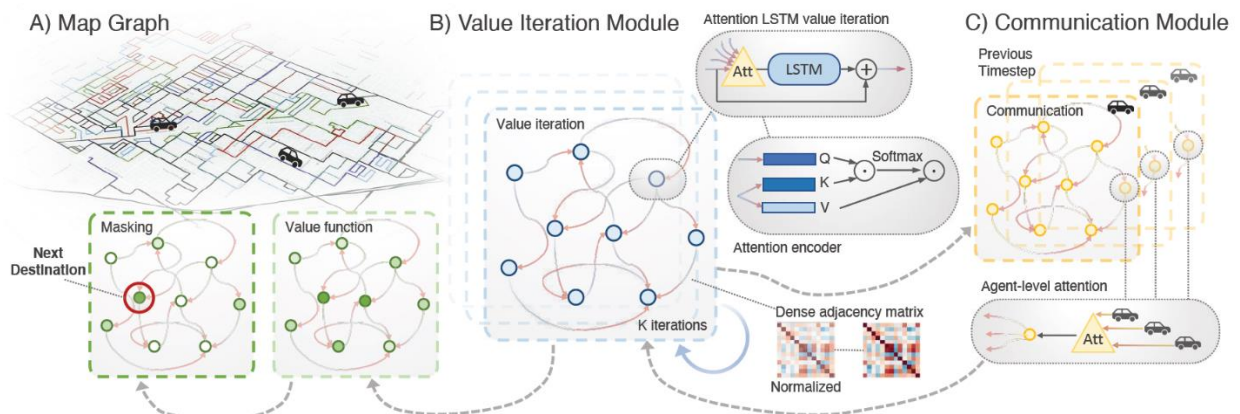 A) Map Graph
Masking
Value function
Next
Destination
B) Value Iteration Module
Value iteration
K iterations
Attention LSTM value iteration
Att
LSTM
+
Q
K
V
Softmax
Attention encoder
Dense adjacency matrix
Normalized
C) Communication Module
Previous
Timestep
Communication
Agent-level attention
Att